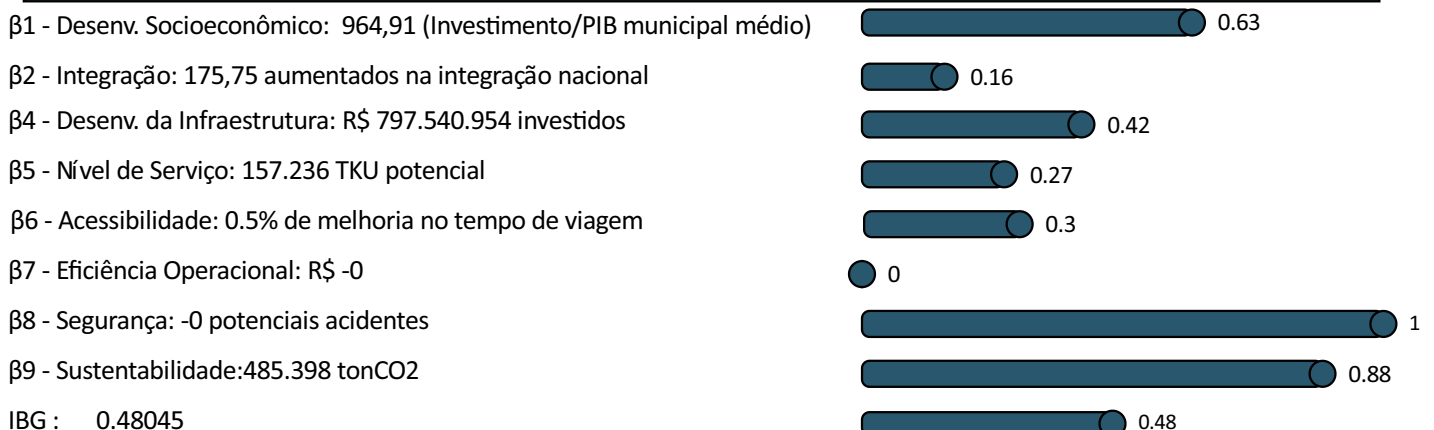 β1 - Desenv. Socioeconômico:  964,91 (Investimento/PIB municipal médio) 0.63
β2 - Integração: 175,75 aumentados na integração nacional 0.16
β4 - Desenv. da Infraestrutura: R$ 797.540.954 investidos 0.42
β5 - Nível de Serviço: 157.236 TKU potencial 0.27
β6 - Acessibilidade: 0.5% de melhoria no tempo de viagem 0.3
β7 - Eficiência Operacional: R$ -0 0
β8 - Segurança: -0 potenciais acidentes 1
β9 - Sustentabilidade:485.398 tonCO2 0.88
IBG :     0.48045 0.48